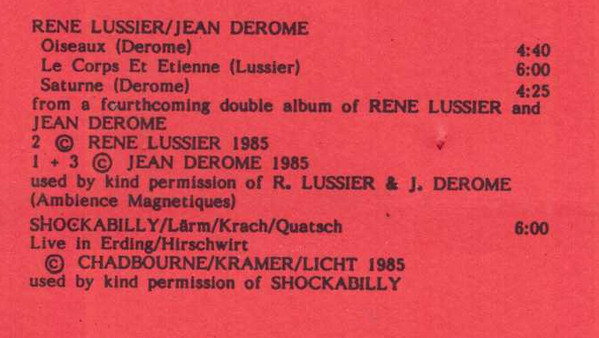 RENE LUSSIER/JEAN DEROME
Oiseaux (Derome) 4:40
Le Corps Et Etienne (Lussier) 6:00
Saturne (Derome) 4:25
from a fourthcoming double album of RENE LUSSIER and
JEAN DEROME
2 © RENE LUSSIER 1985
1 + 3 © JEAN DEROME 1985
used by kind permission of R. LUSSIER & J. DEROME
(Ambience Magnetiques)
SHOCKABILLY/Lärm/Krach/Quatsch 6:00
Live in Erding/Hirschwirt
© CHADBOURNE/KRAMER/LICHT 1985
used by kind permission of SHOCKABILLY